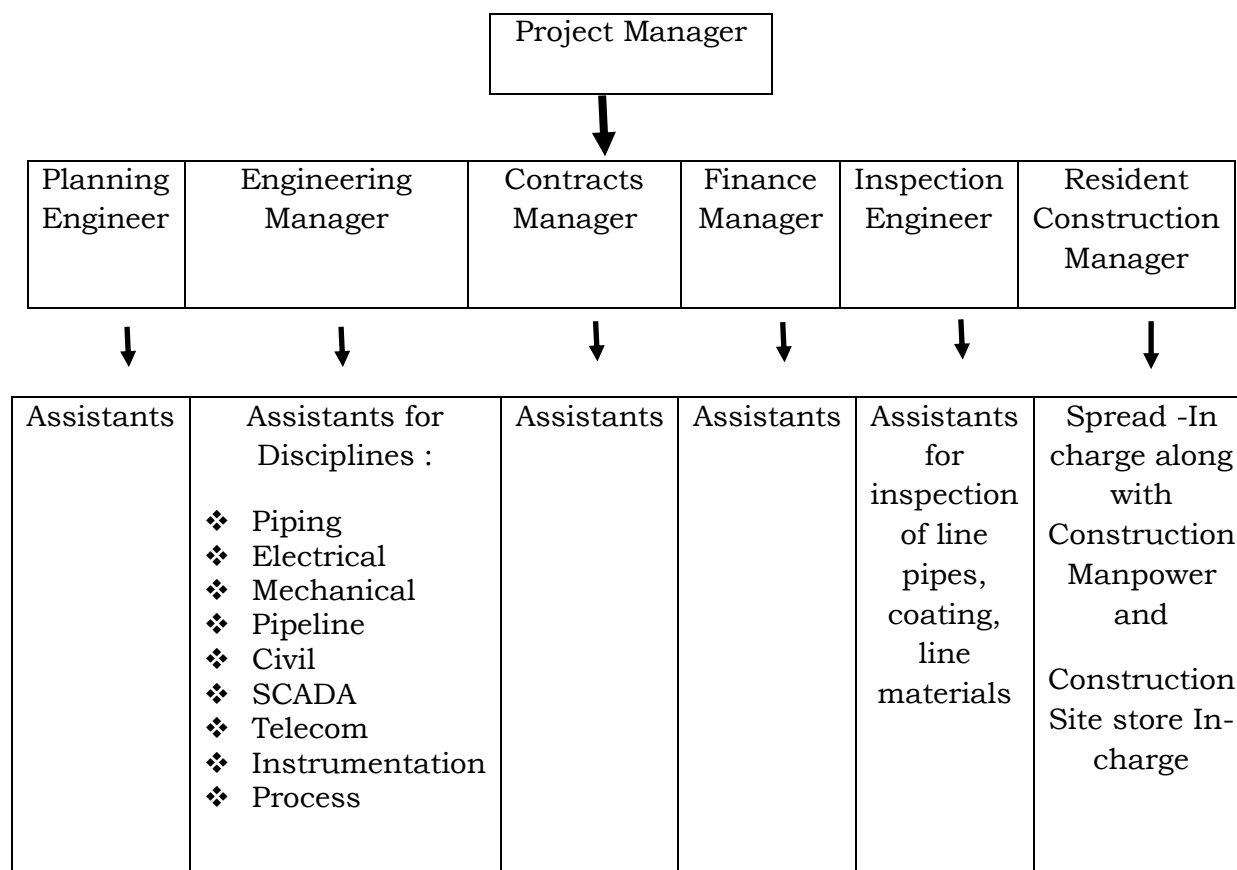 Project Manager
Planning
Engineer
Engineering
Manager
Contracts
Manager
Finance
Manager
Inspection
Engineer
Resident
Construction
Manager
Assistants
Assistants for
Disciplines :
❖ Piping
❖ Electrical
❖ Mechanical
❖ Pipeline
❖ Civil
❖ SCADA
❖ Telecom
❖ Instrumentation
❖ Process
Assistants
Assistants
Assistants
for
inspection
of line
pipes,
coating,
line
materials
Spread -In
charge along
with
Construction
Manpower
and
Construction
Site store In-
charge